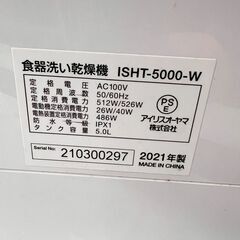 食器洗い乾燥機 ISHT-5000-W
定格電圧 AC100V
定格周波数 50/60Hz
定格消費電力 512W/526W
電動機定格消費電力 26W/40W
電熱装置定格消費電力 486W
防水等級 IPX1
タンク容量 5.0L
PSE
アイリスオーヤマ
株式会社
Serial No.: 210300297
2021年製
MADE IN CHINA